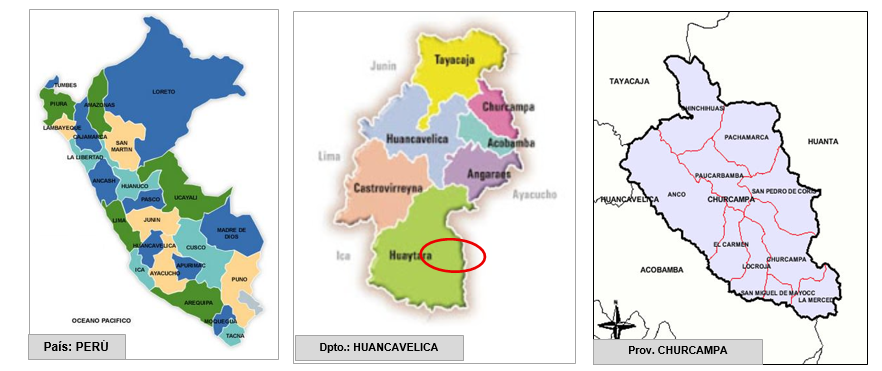 TUMBES
LORETO
PIURA
AMAZONAS
LAMBAYEQUE
CAJAMARCA
SAN
MARTIN
LA LIBERTAD
ANCASH
HUANUCO
UCAYALI
PASCO
LIMA
JUNIN
MADRE DE
DIOS
HUANCAVELICA
CUSCO
ICA
AYACUCHO
APURIMAC
PUNO
AREQUIPA
MOQUEGUA
TACNA
OCEANO PACIFICO
País: PERÙ
Tayacaja
Junín
Churcampa
Huancavelica
Acobamba
Lima
Angaraes
Castrovirreyna
Ayacucho
Ica
Huaytara
Dpto.: HUANCAVELICA
TAYACAJA
CHINCHIHUASI
PACHAMARCA
HUANTA
PAUCARBAMBA
ANCO
SAN PEDRO DE CORIS
HUANCAVELICA
CHURCAMPA
EL CARMEN
CHURCAMPA
LOCROJA
ACOBAMBA
SAN MIGUEL DE MAYOCC
LA MERCED
N
Prov. CHURCAMPA